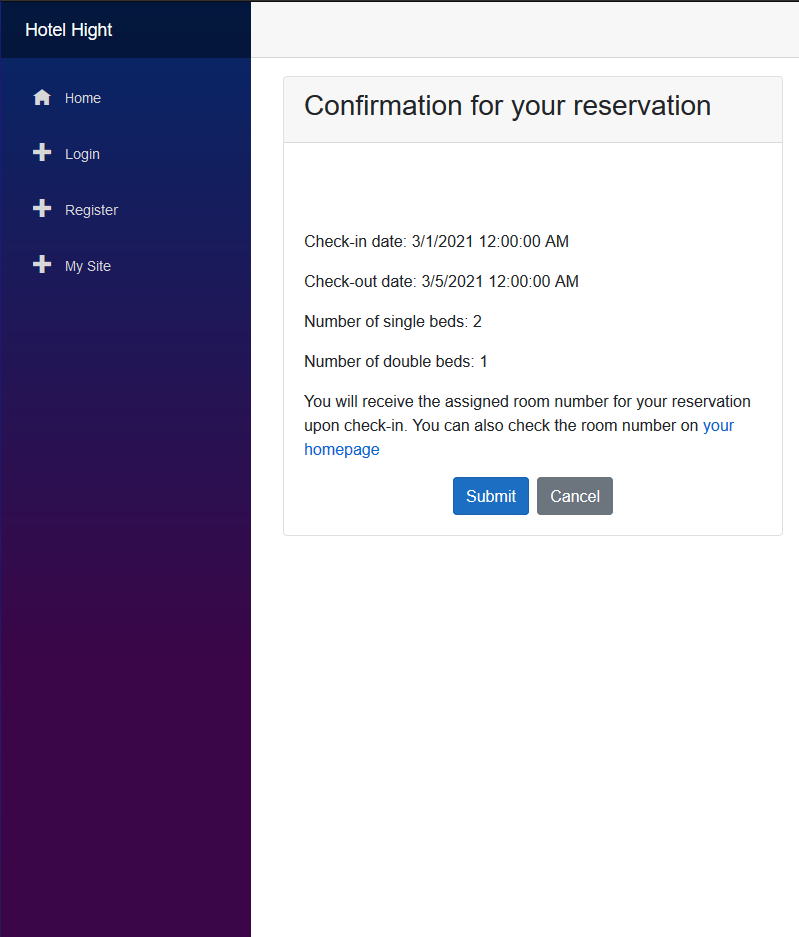 Hotel Hight
Home
Login
Register
My Site
Confirmation for your reservation
Check-in date: 3/1/2021 12:00:00 AM
Check-out date: 3/5/2021 12:00:00 AM
Number of single beds: 2
Number of double beds: 1
You will receive the assigned room number for your reservation
upon check-in. You can also check the room number on your
homepage
Submit Cancel